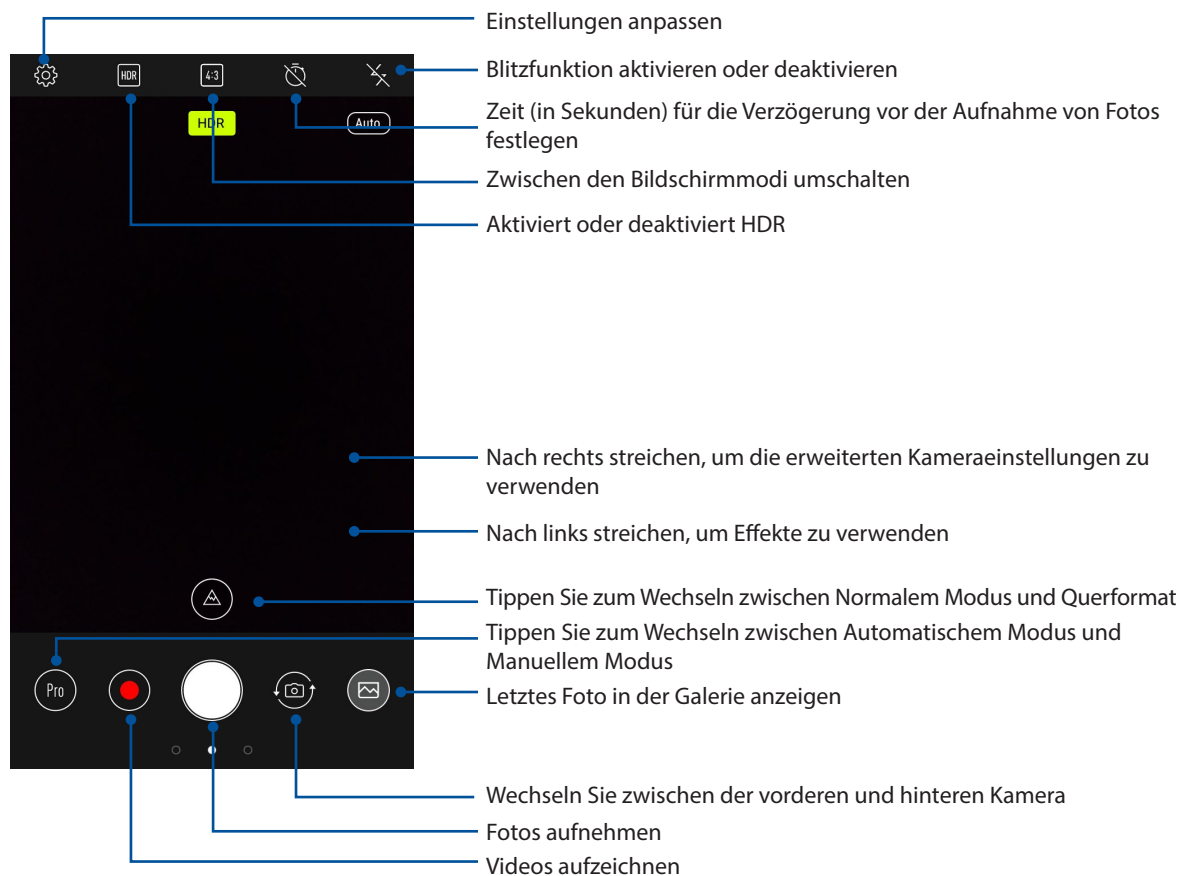 Einstellungen anpassen
HDR
4:3
Blitzfunktion aktivieren oder deaktivieren
HDR
Auto
Zeit (in Sekunden) für die Verzögerung vor der Aufnahme von Fotos
festlegen
Zwischen den Bildschirmmodi umschalten
Aktiviert oder deaktiviert HDR
Nach rechts streichen, um die erweiterten Kameraeinstellungen zu
verwenden
Nach links streichen, um Effekte zu verwenden
Tippen Sie zum Wechseln zwischen Normalem Modus und Querformat
Tippen Sie zum Wechseln zwischen Automatischem Modus und
Manuellem Modus
Pro
Letztes Foto in der Galerie anzeigen
Wechseln Sie zwischen der vorderen und hinteren Kamera
Fotos aufnehmen
Videos aufzeichnen